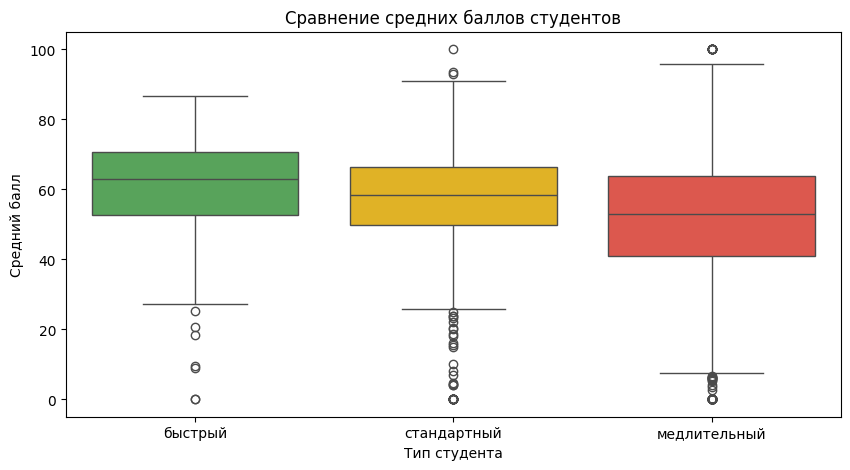 Сравнение средних баллов студентов
Средний балл
100
80
60
40
20
0
быстрый
стандартный
медлительный
Тип студента